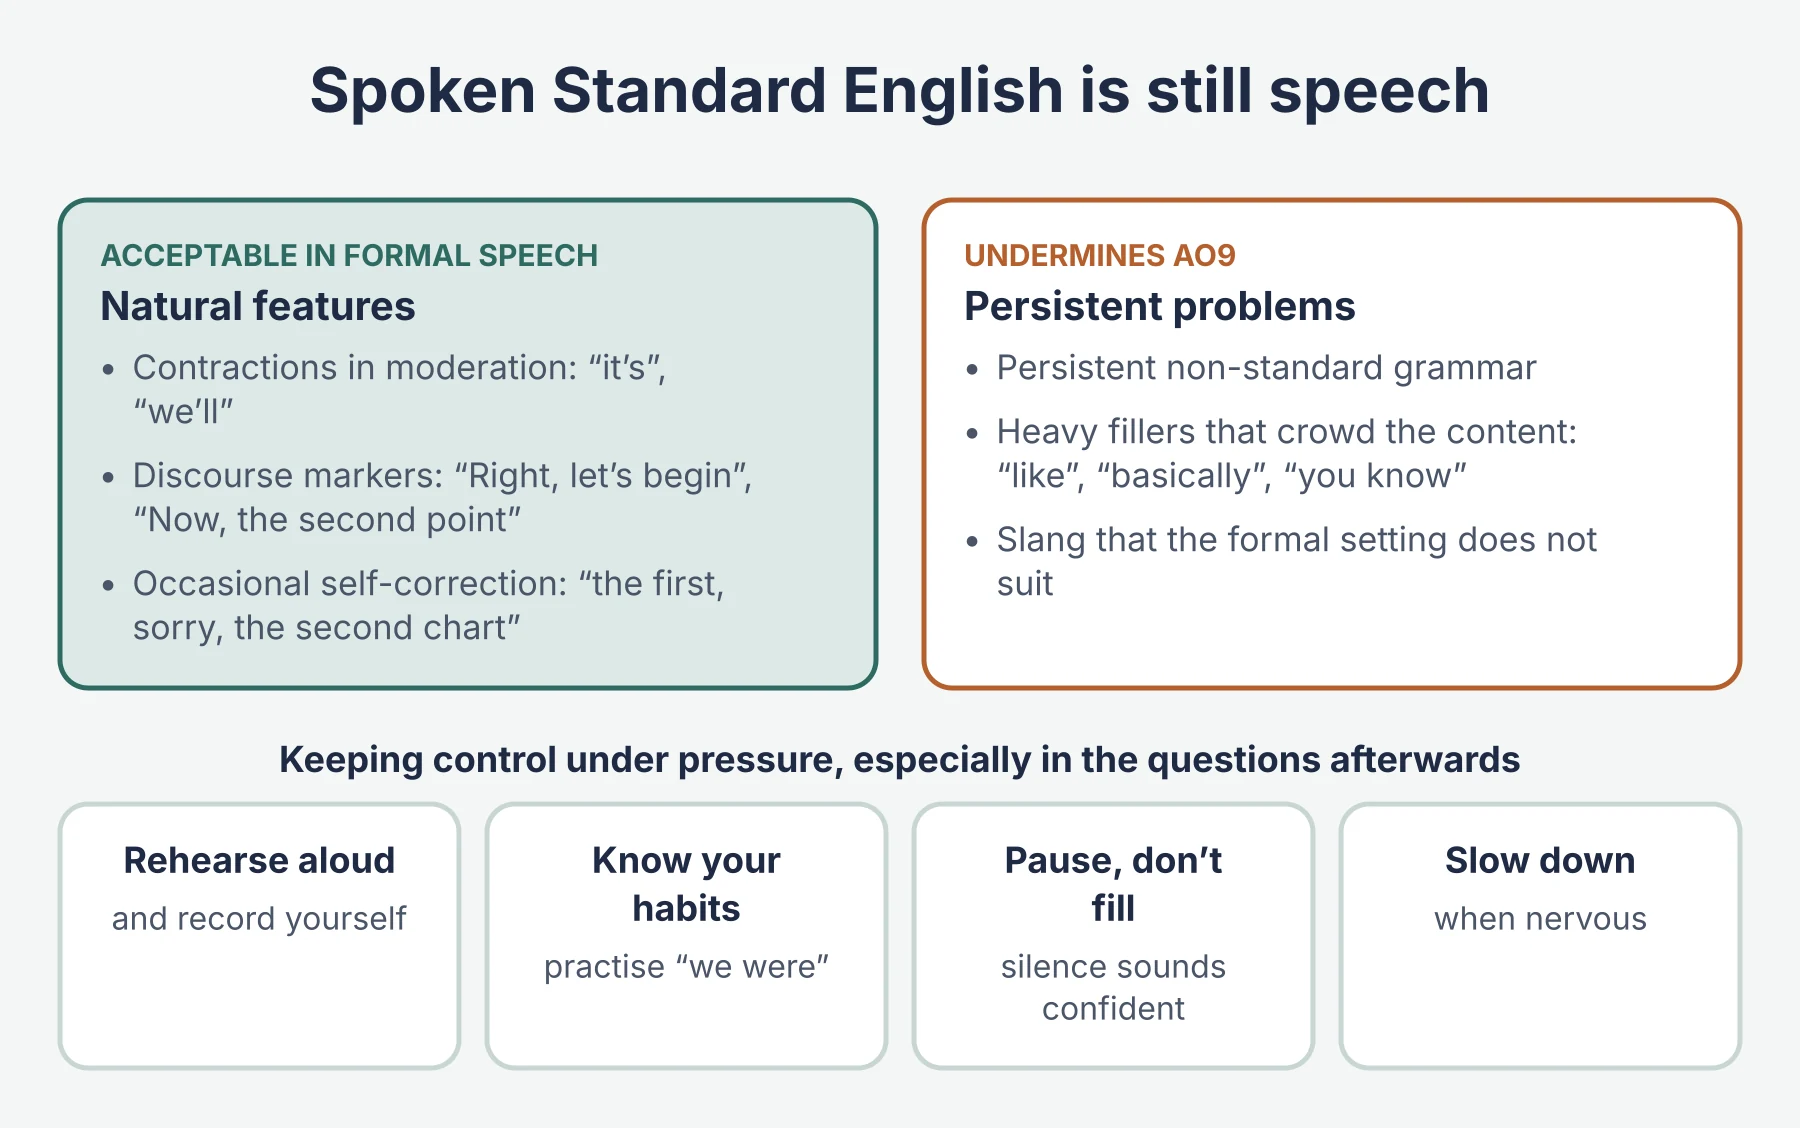 Spoken Standard English is still speech
ACCEPTABLE IN FORMAL SPEECH
Natural features
• Contractions in moderation: “it’s”,
“we’ll”
• Discourse markers: “Right, let’s begin”,
“Now, the second point”
• Occasional self-correction: “the first,
sorry, the second chart”
UNDERMINES AO9
Persistent problems
• Persistent non-standard grammar
• Heavy fillers that crowd the content:
“like”, “basically”, “you know”
• Slang that the formal setting does not
suit
Keeping control under pressure, especially in the questions afterwards
Rehearse aloud
and record yourself
Know your
habits
practise “we were”
Pause, don’t
fill
silence sounds
confident
Slow down
when nervous